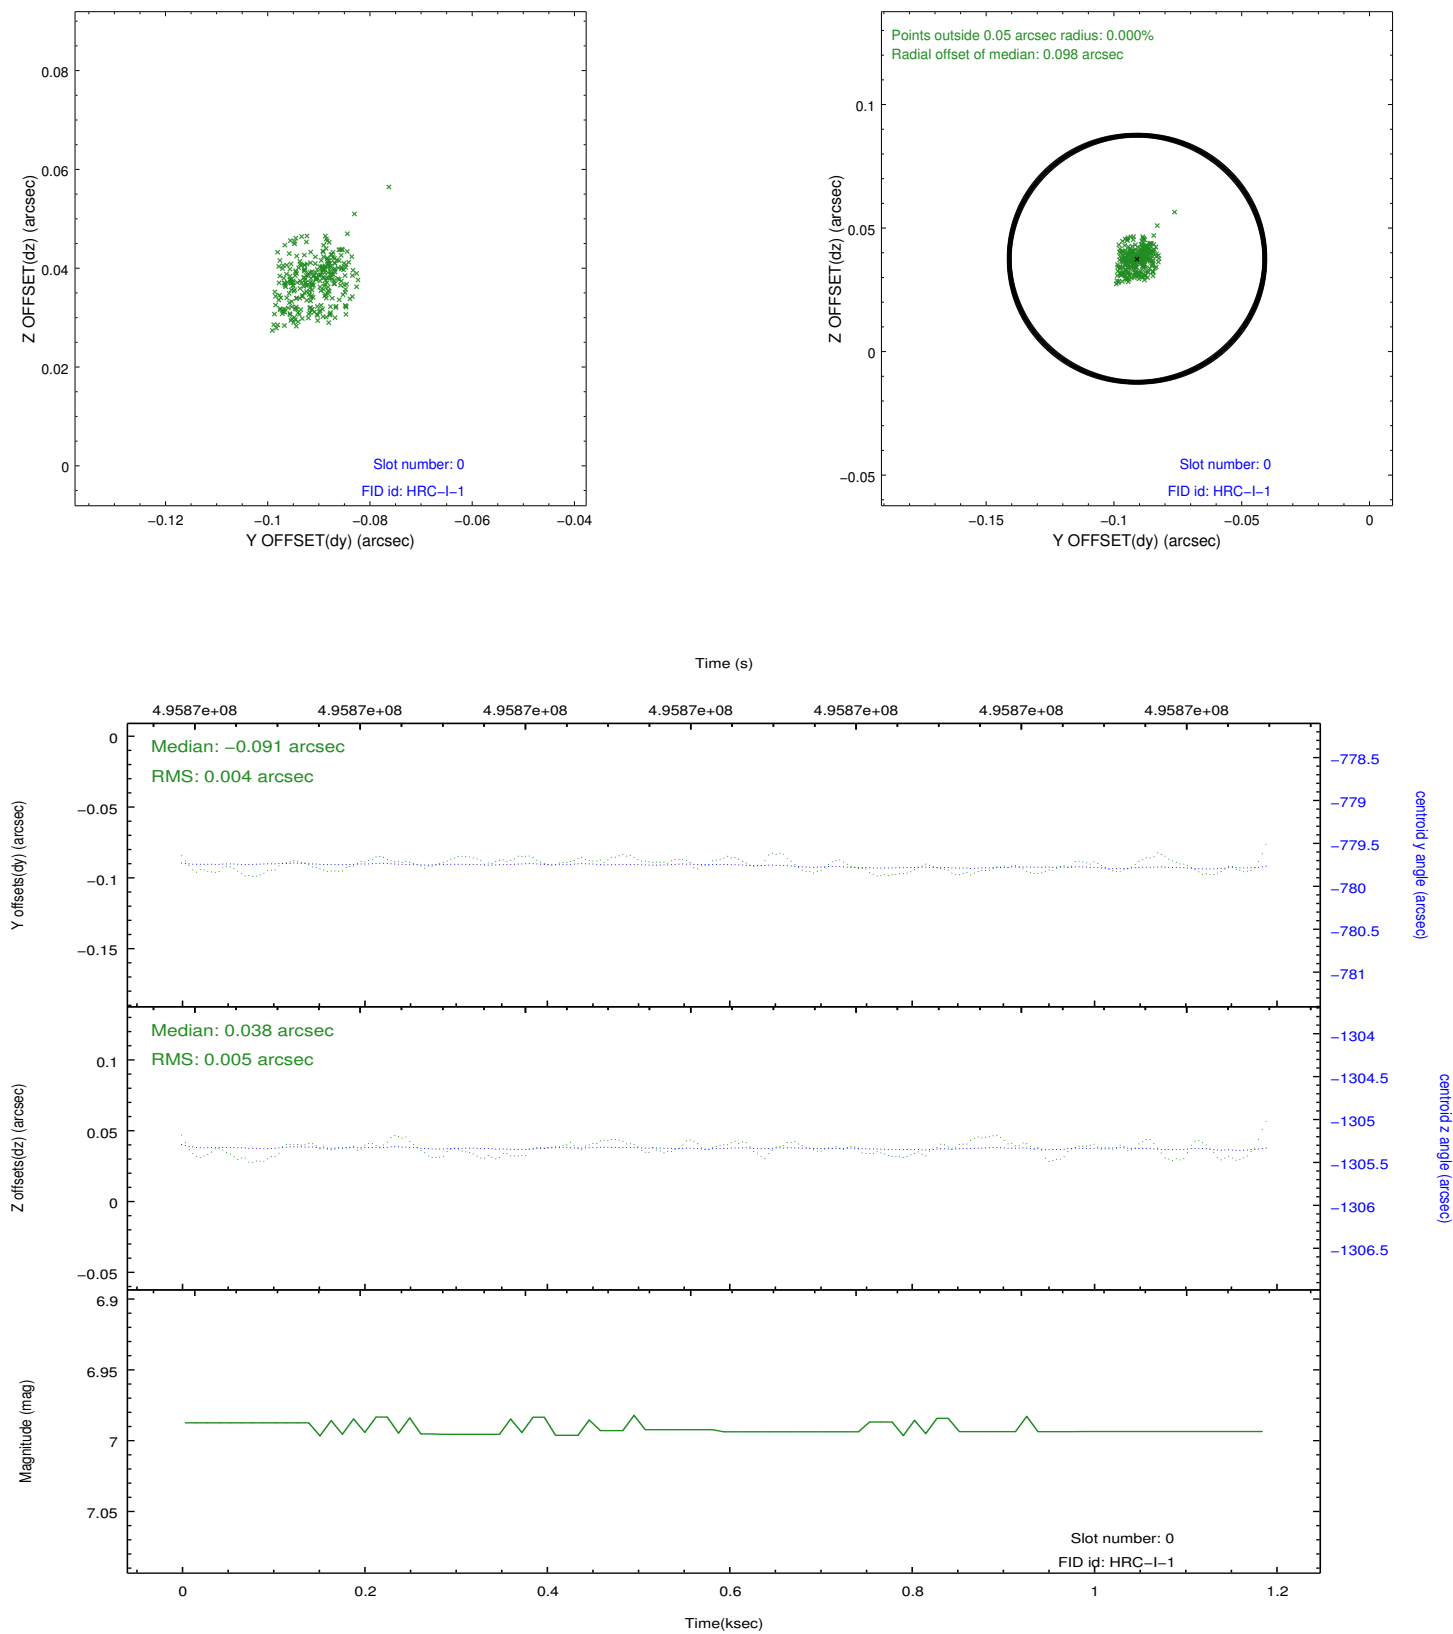 0.08
0.06
0.04
0.02
0
Z OFFSET(dz) (arcsec)
Slot number: 0
FID id: HRC−I−1
−0.12
−0.1
−0.08
−0.06
−0.04
Y OFFSET(dy) (arcsec)
Points outside 0.05 arcsec radius: 0.000%
Radial offset of median: 0.098 arcsec
0.1
0.05
0
−0.05
Z OFFSET(dz) (arcsec)
Slot number: 0
FID id: HRC−I−1
−0.15
−0.1
−0.05
0
Y OFFSET(dy) (arcsec)
Time (s)
4.9587e+08
4.9587e+08
4.9587e+08
4.9587e+08
4.9587e+08
4.9587e+08
4.9587e+08
Median: −0.091 arcsec
RMS: 0.004 arcsec
0
−0.05
−0.1
−0.15
Y offsets(dy) (arcsec)
−778.5
−779
−779.5
−780
−780.5
−781
centroid y angle (arcsec)
Median: 0.038 arcsec
RMS: 0.005 arcsec
0.1
0.05
0
−0.05
Z offsets(dz) (arcsec)
−1304
−1304.5
−1305
−1305.5
−1306
−1306.5
centroid z angle (arcsec)
6.9
6.95
7
7.05
Magnitude (mag)
Slot number: 0
FID id: HRC−I−1
0
0.2
0.4
0.6
0.8
1
1.2
Time(ksec)